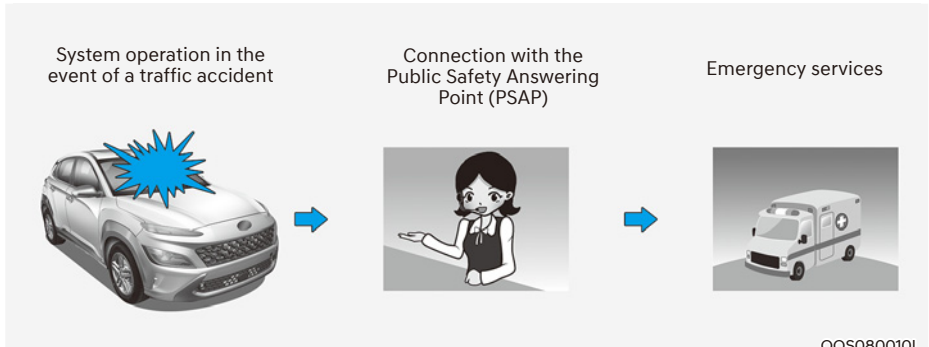 System operation in the
event of a traffic accident
Connection with the
Public Safety Answering
Point (PSAP)
Emergency services